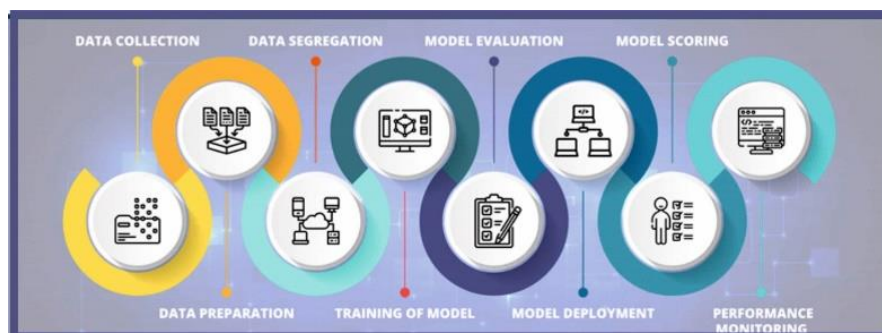 DATA COLLECTION
DATA SEGREGATION
MODEL EVALUATION
MODEL SCORING
DATA PREPARATION
TRAINING OF MODEL
MODEL DEPLOYMENT
PERFORMANCE
MONITORING